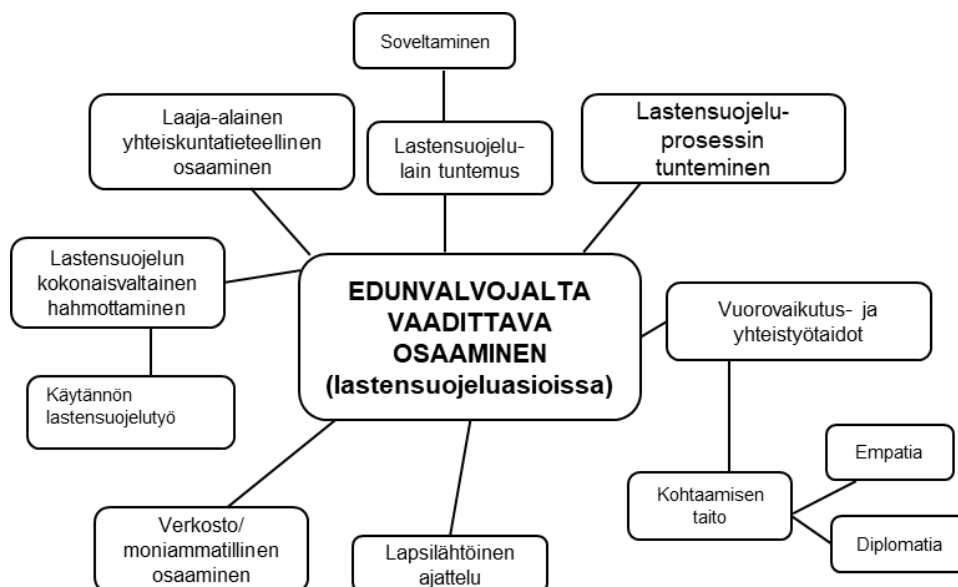 Soveltaminen
Laaja-alainen
yhteiskuntatieteellinen
osaaminen
Lastensuojelu-
lain tuntemus
Lastensuojelu-
prosessin
tunteminen
Lastensuojelun
kokonaisvaltainen
hahmottaminen
EDUNVALVOJALTA
VAADITTAVA
OSAAMINEN
(lastensuojeluasioissa)
Vuorovaikutus- ja
yhteistyötaidot
Käytännön
lastensuojelutyö
Empatia
Kohtaamisen
taito
Diplomatia
Verkosto/
moniammatillinen
osaaminen
Lapsilähtöinen
ajattelu